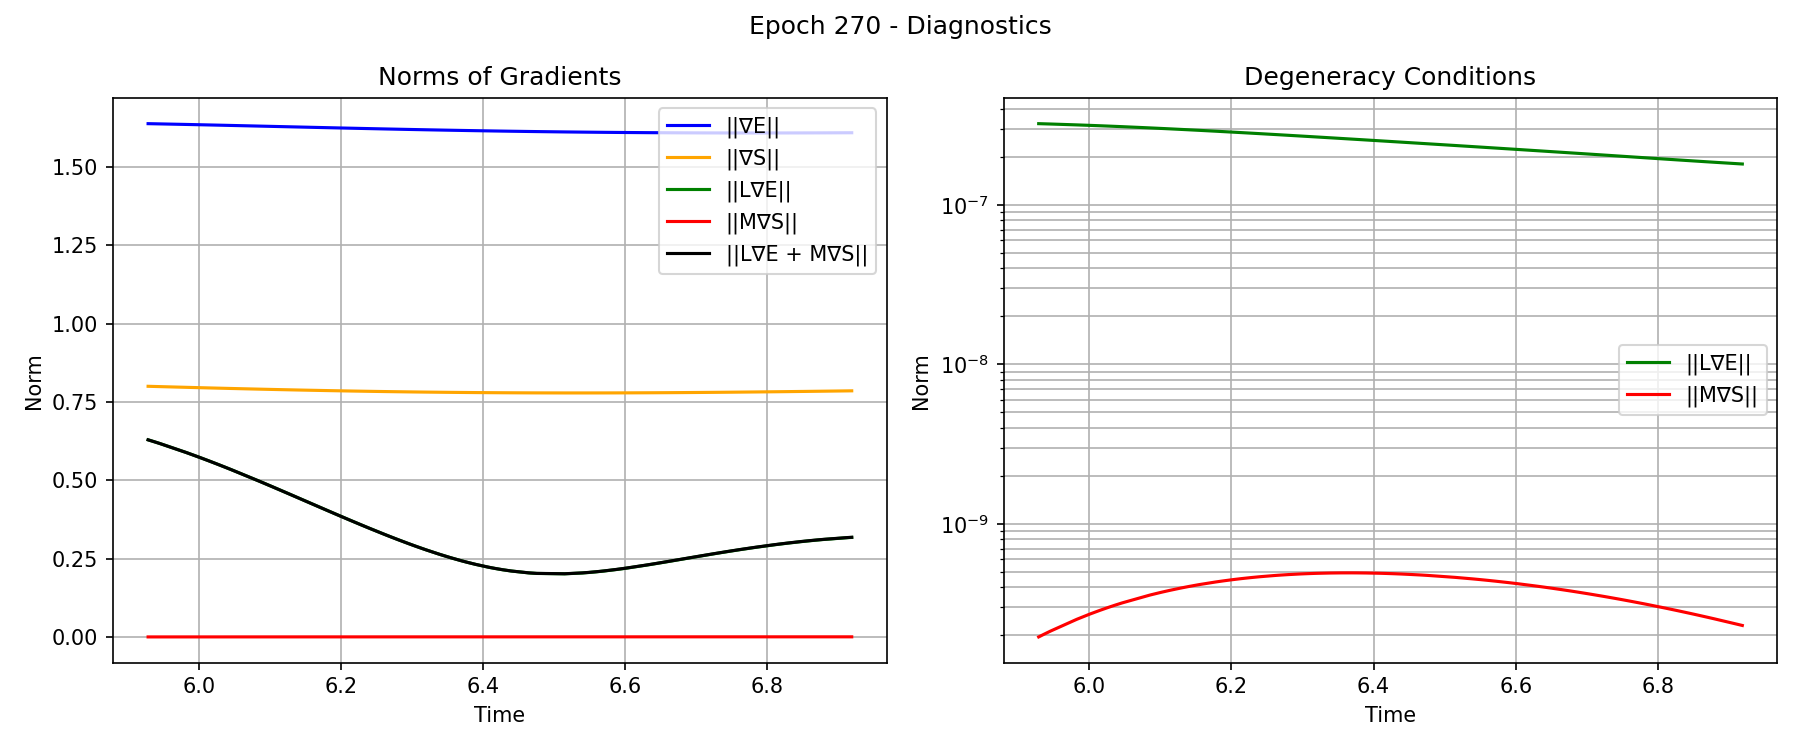 Epoch 270 - Diagnostics
Norms of Gradients
||∇E||
||∇S||
||L∇E||
||M∇S||
||L∇E + M∇S||
1.50
1.25
1.00
0.75
0.50
0.25
0.00
Norm
6.0 6.2 6.4 6.6 6.8
Time
Degeneracy Conditions
||L∇E||
||M∇S||
10⁻⁷
10⁻⁸
10⁻⁹
Norm
6.0 6.2 6.4 6.6 6.8
Time